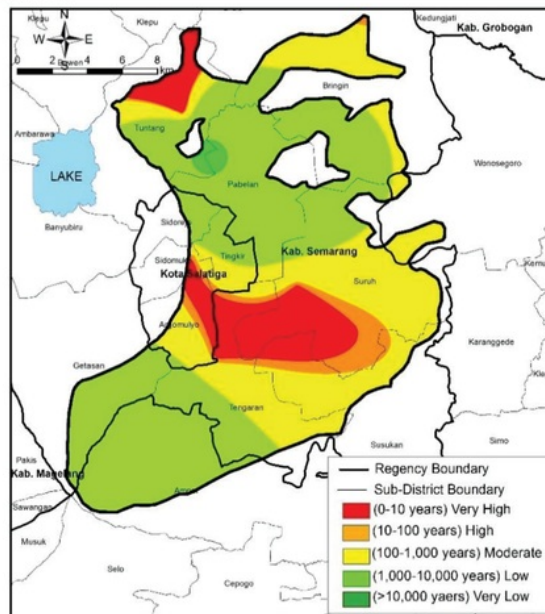 Klepu
Klepu
Kedungjati
Kab. Grobogan
N
W E
S
Bawen
0 2 4 6 8
km
Bringin
Ambarawa
Tuntang
Wonosegoro
LAKE
Pabelan
Banyubiru
Sidorejo
Sidomukti
Tingkir
Kab. Semarang
Kota Salatiga
Suruh
Argomulyo
Karanggede
Getasan
Tengaran
Susukan
Simo
Pakis
Kab. Magelang
Sawangan
Musuk
Selo
Cepogo
Regency Boundary
Sub-District Boundary
(0-10 years) Very High
(10-100 years) High
(100-1,000 years) Moderate
(1,000-10,000 years) Low
(>10,000 yaers) Very Low